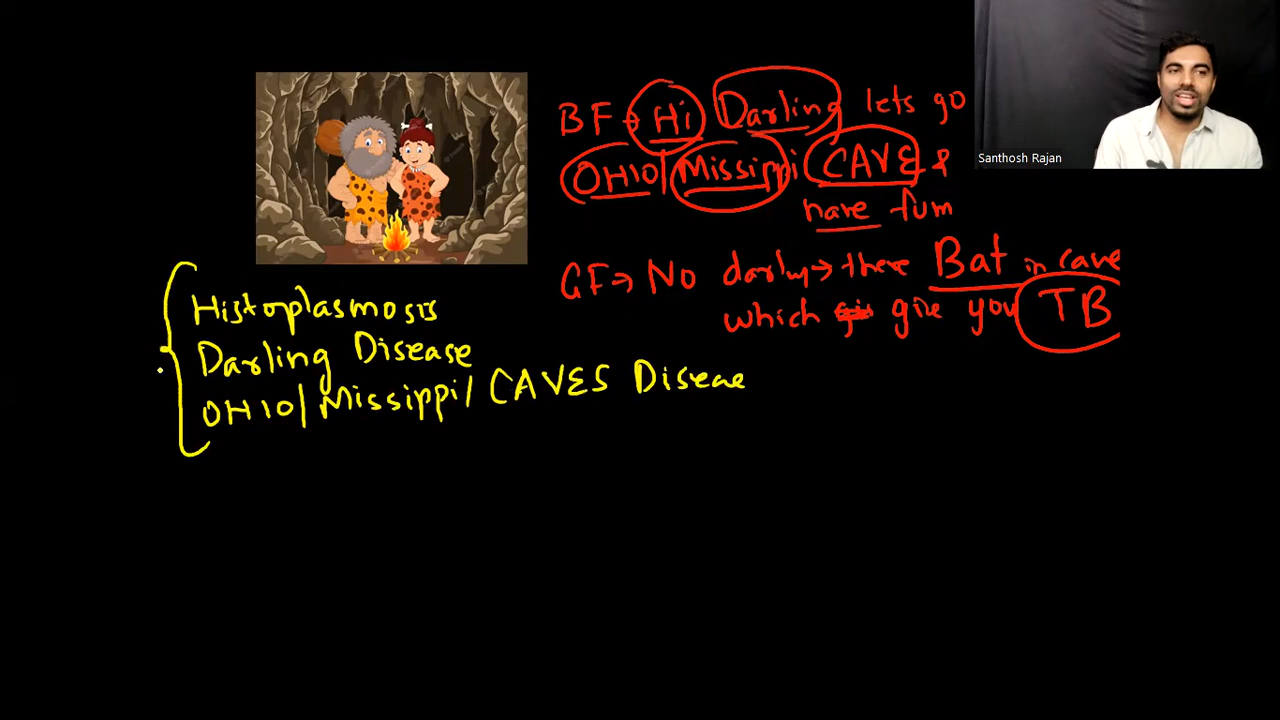 BF → Hi Darling lets go
OHIO/Missippi CAVE &
have fum
GF → No darling → there Bat in cave
which give you TB
Histoplasmosis
Darling Disease
OHIO/Missippi/CAVES Disease
Santhosh Rajan